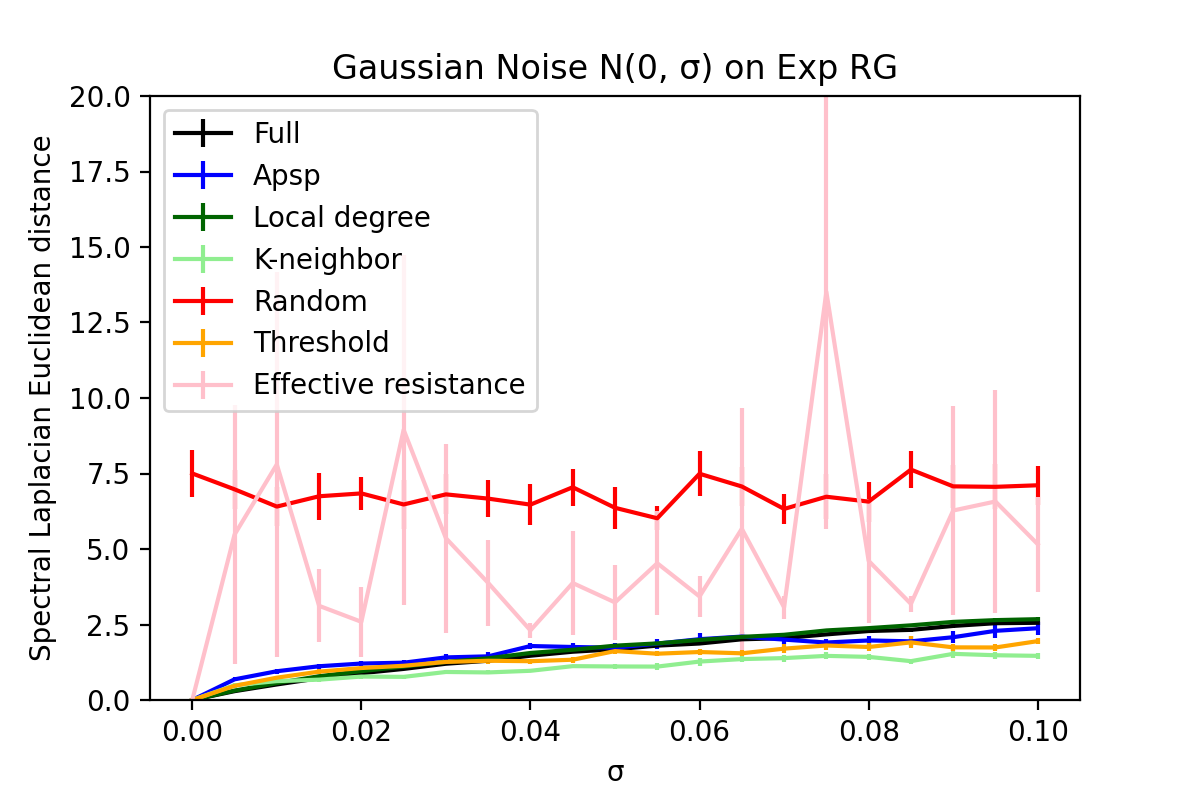 Gaussian Noise N(0, σ) on Exp RG
Spectral Laplacian Euclidean distance
20.0
17.5
15.0
12.5
10.0
7.5
5.0
2.5
0.0
Full
Apsp
Local degree
K-neighbor
Random
Threshold
Effective resistance
0.00 0.02 0.04 0.06 0.08 0.10
σ